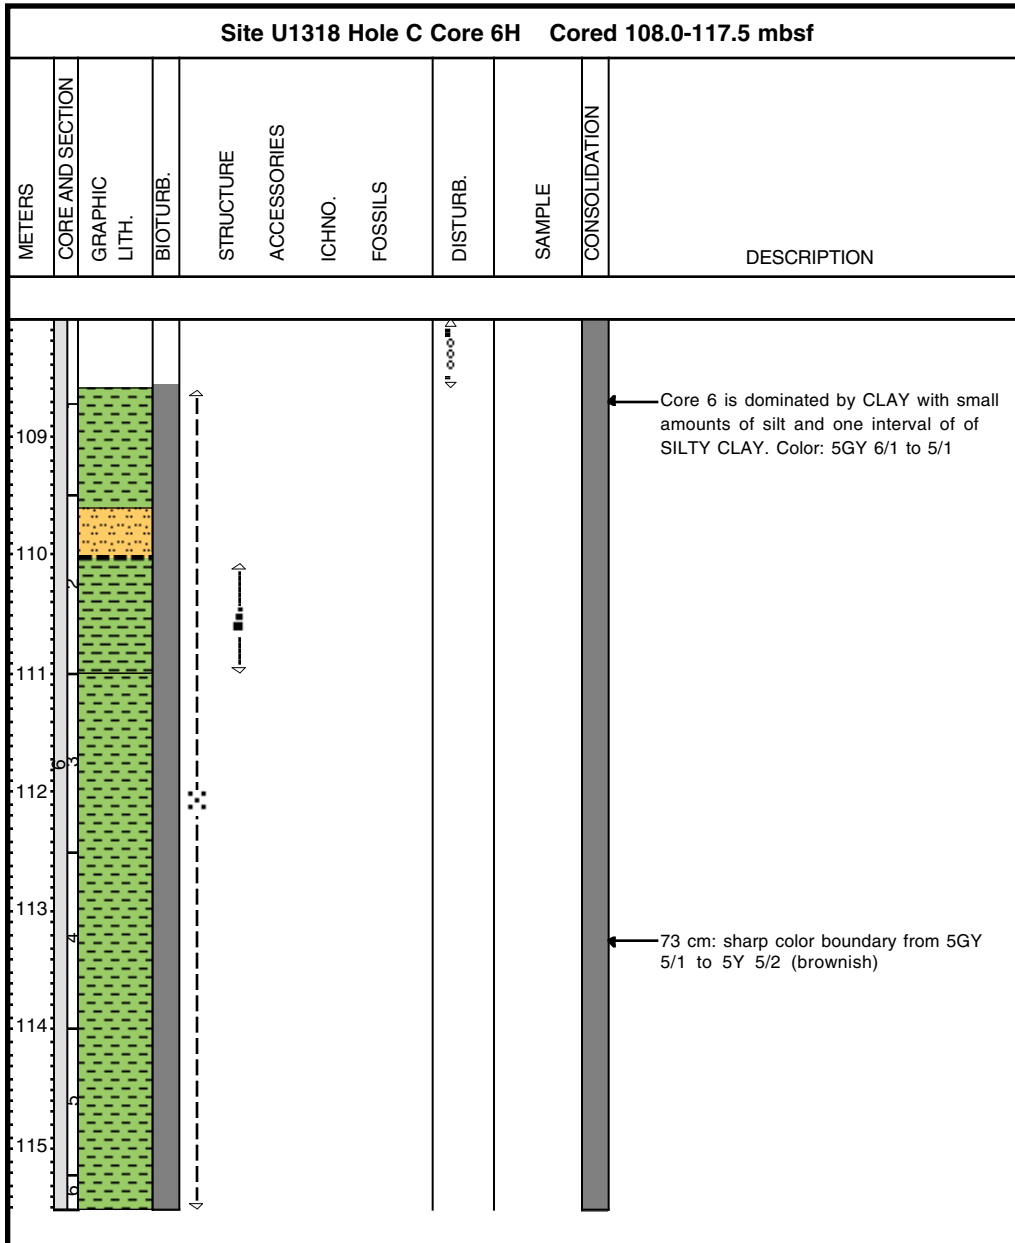 Site U1318 Hole C Core 6H Cored 108.0-117.5 mbsf
METERS
CORE AND SECTION
GRAPHIC
LITH.
BIOTURB.
STRUCTURE
ACCESSORIES
ICHNO.
FOSSILS
DISTURB.
SAMPLE
CONSOLIDATION
DESCRIPTION
1
Core 6 is dominated by CLAY with small
amounts of silt and one interval of of
SILTY CLAY. Color: 5GY 6/1 to 5/1
109
110
2
111
6
3
112
113
4
73 cm: sharp color boundary from 5GY
5/1 to 5Y 5/2 (brownish)
114
5
115
6